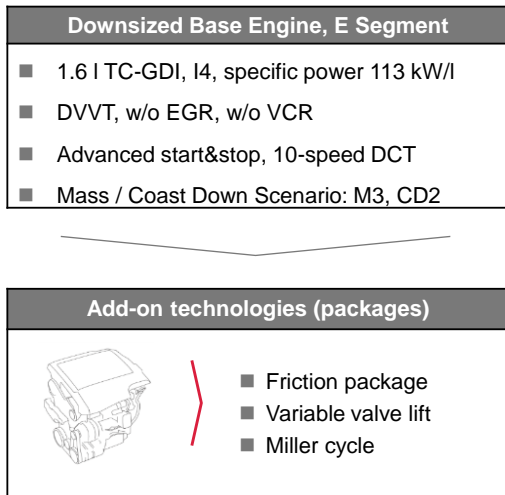 Downsized Base Engine, E Segment
■ 1.6 l TC-GDI, I4, specific power 113 kW/l
■ DVVT, w/o EGR, w/o VCR
■ Advanced start&stop, 10-speed DCT
■ Mass / Coast Down Scenario: M3, CD2
Add-on technologies (packages)
■ Friction package
■ Variable valve lift
■ Miller cycle